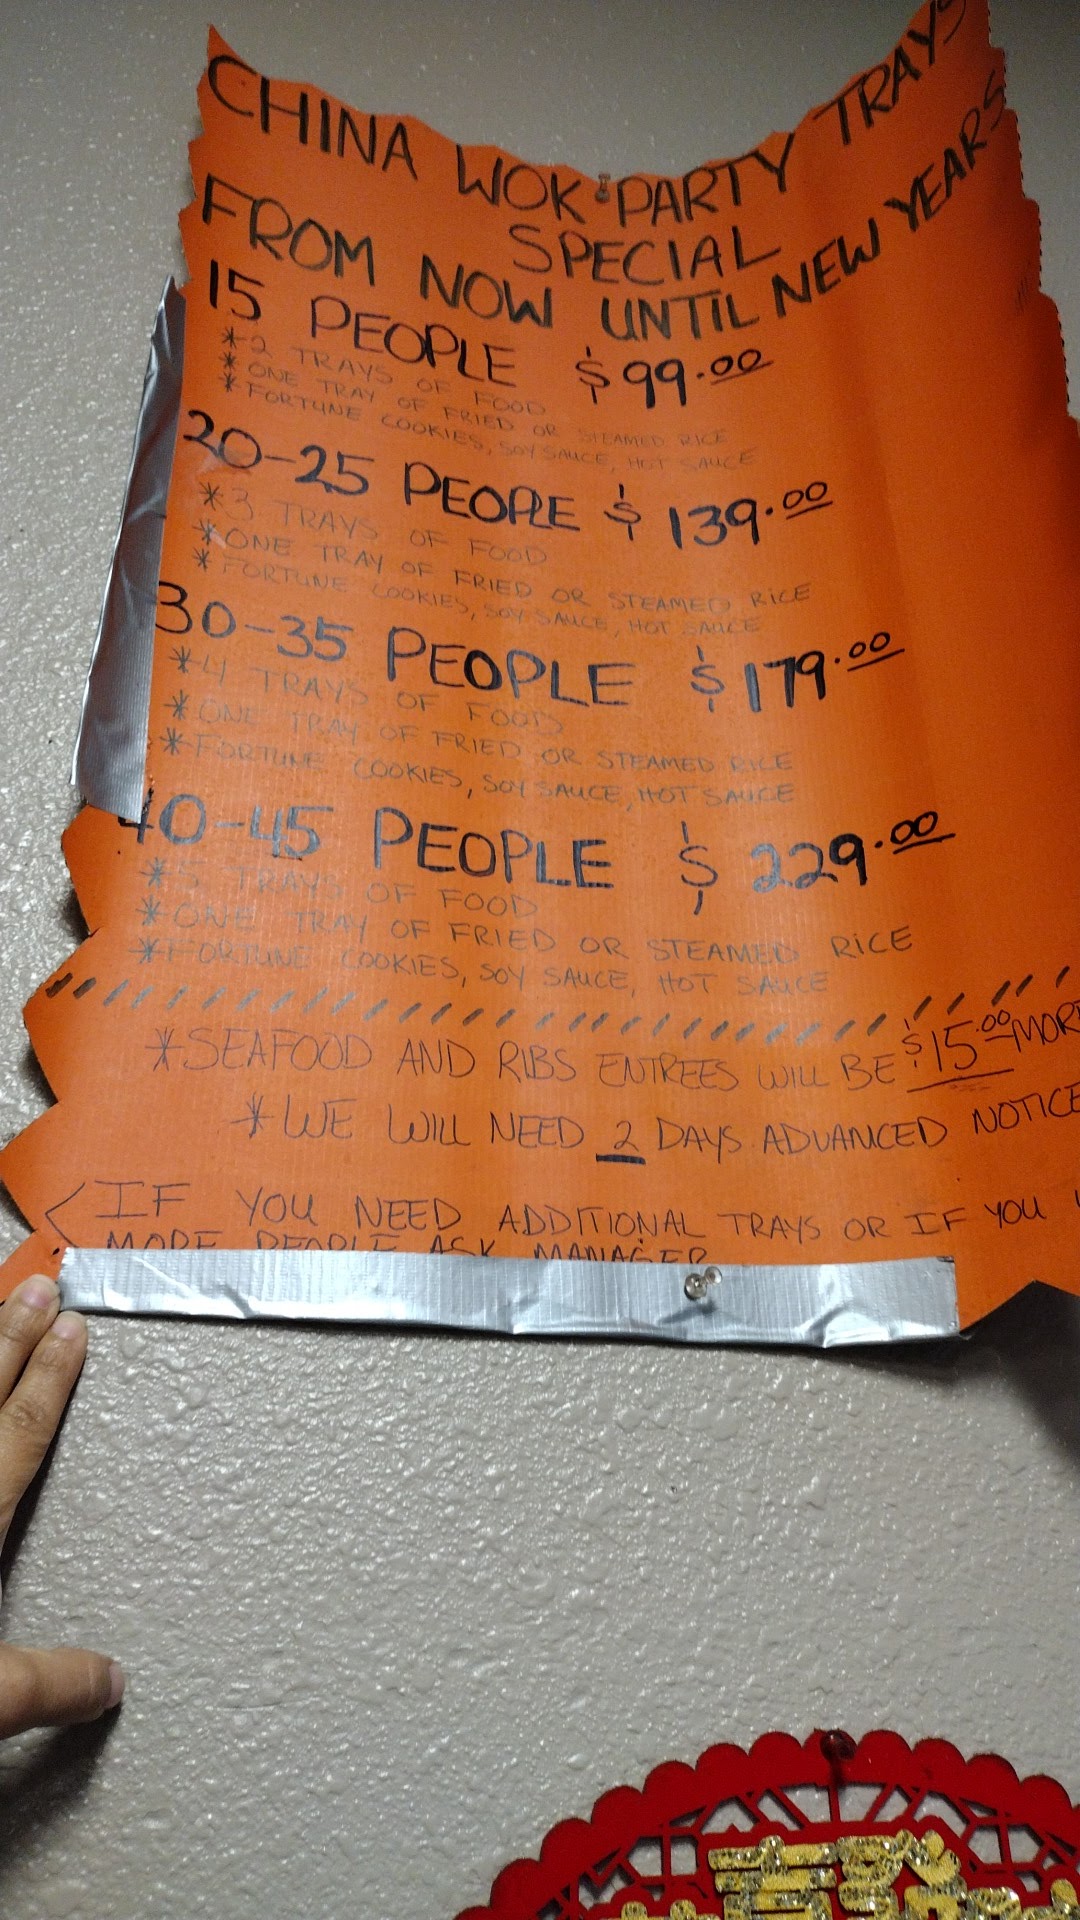 CHINA WOK PARTY TRAYS
SPECIAL
FROM NOW UNTIL NEW YEARS
15 PEOPLE $99.00
*2 TRAYS OF FOOD
*ONE TRAY OF FRIED OR STEAMED RICE
*FORTUNE COOKIES, SOY SAUCE, HOT SAUCE
20-25 PEOPLE $139.00
*3 TRAYS OF FOOD
*ONE TRAY OF FRIED OR STEAMED RICE
*FORTUNE COOKIES, SOY SAUCE, HOT SAUCE
30-35 PEOPLE $179.00
*4 TRAYS OF FOOD
*ONE TRAY OF FRIED OR STEAMED RICE
*FORTUNE COOKIES, SOY SAUCE, HOT SAUCE
40-45 PEOPLE $229.00
*5 TRAYS OF FOOD
*ONE TRAY OF FRIED OR STEAMED RICE
*FORTUNE COOKIES, SOY SAUCE, HOT SAUCE
*SEAFOOD AND RIBS ENTREES WILL BE $15.00 MORE
*WE WILL NEED 2 DAYS ADVANCED NOTICE
IF YOU NEED ADDITIONAL TRAYS OR IF YOU
MORE PEOPLE ASK MANAGER